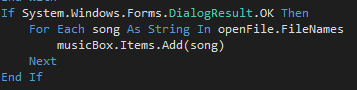 If System.Windows.Forms.DialogResult.OK Then
For Each song As String In openFile.FileNames
musicBox.Items.Add(song)
Next
End If